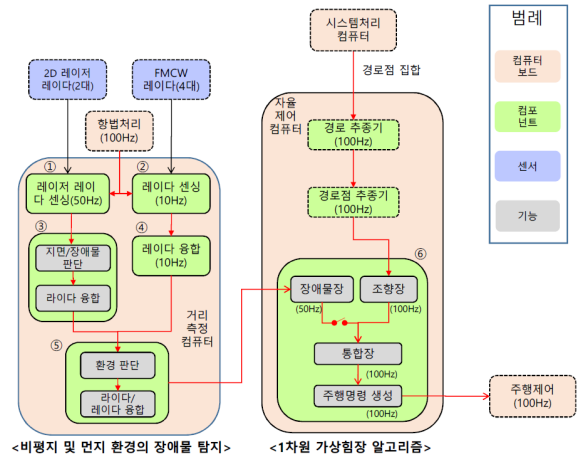 시스템처리
컴퓨터
범례
컴퓨터
보드
컴포
넌트
센서
기능
2D 레이저
레이다(2대)
FMCW
레이다(4대)
경로점 집합
항법처리
(100Hz)
자율
제어
컴퓨터
경로 추종기
(100Hz)
①
②
레이저 레이
다 센싱(50Hz)
레이다 센싱
(10Hz)
경로점 추종기
(100Hz)
③
④
지면/장애물
판단
라이다 융합
레이다 융합
(10Hz)
⑥
장애물장
(50Hz)
조향장
(100Hz)
거리
측정
컴퓨터
⑤
환경 판단
라이다/
레이다 융합
통합장
(100Hz)
주행명령 생성
(100Hz)
주행제어
(100Hz)
<비평지 및 먼지 환경의 장애물 탐지>
<1차원 가상힘장 알고리즘>